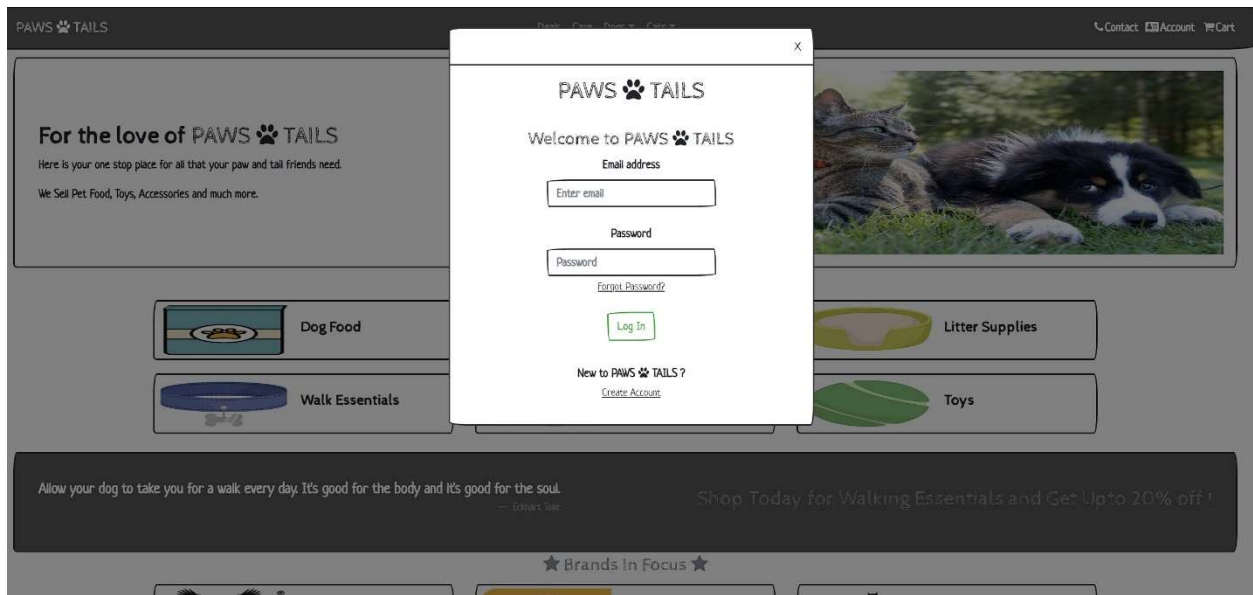 PAWS TAILS
Deals Care Dogs Cats
Contact Account Cart
X
PAWS TAILS
Welcome to PAWS TAILS
Email address
Enter email
Password
Password
Forgot Password?
Log In
New to PAWS TAILS ?
Create Account
For the love of PAWS TAILS
Here is your one stop place for all that your paw and tail friends need.
We Sell Pet Food, Toys, Accessories and much more.
Dog Food
Litter Supplies
Walk Essentials
Toys
Allow your dog to take you for a walk every day. It's good for the body and it's good for the soul.
— Eckhart Tolle
Shop Today for Walking Essentials and Get Upto 20% off !
Brands In Focus